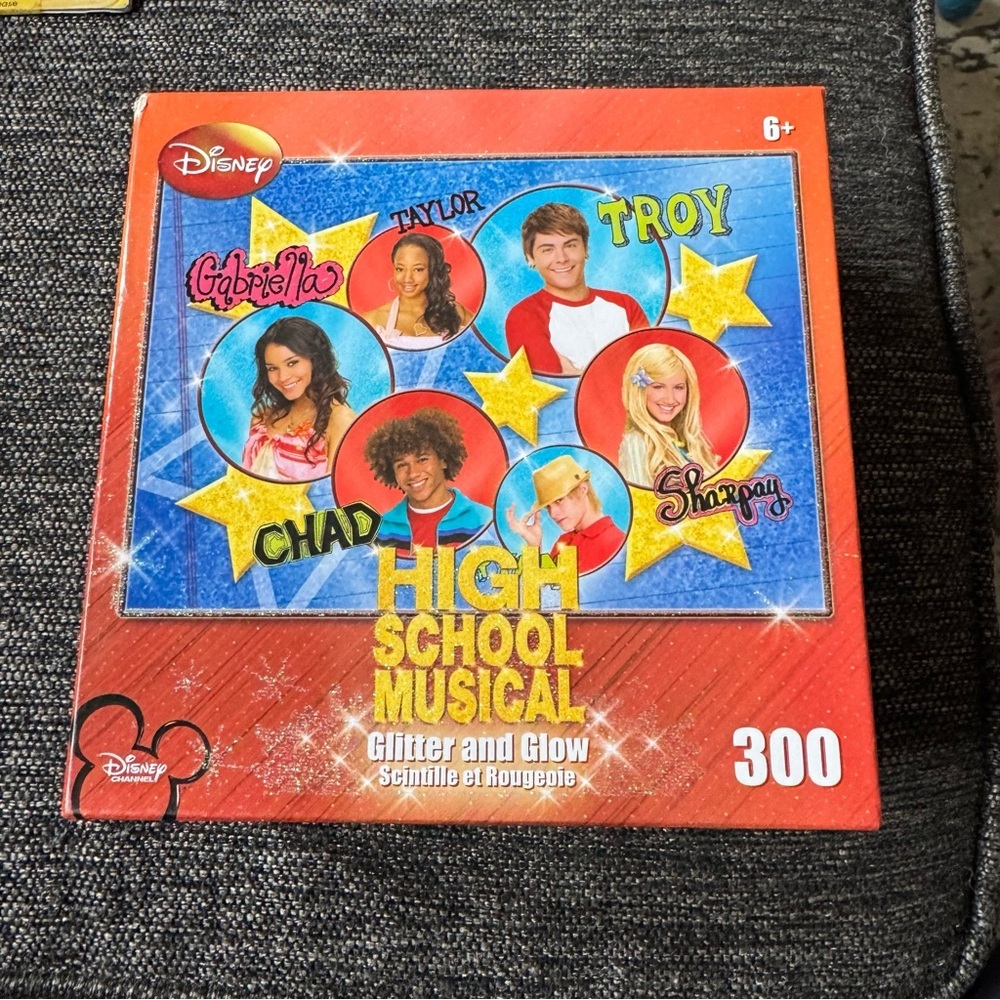 ease
6+
Disney
TAYLOR
TROY
Gabriella
Sharpay
CHAD
HIGH
SCHOOL
MUSICAL
Glitter and Glow
Scintille et Rougeoie
300
Disney
CHANNEL